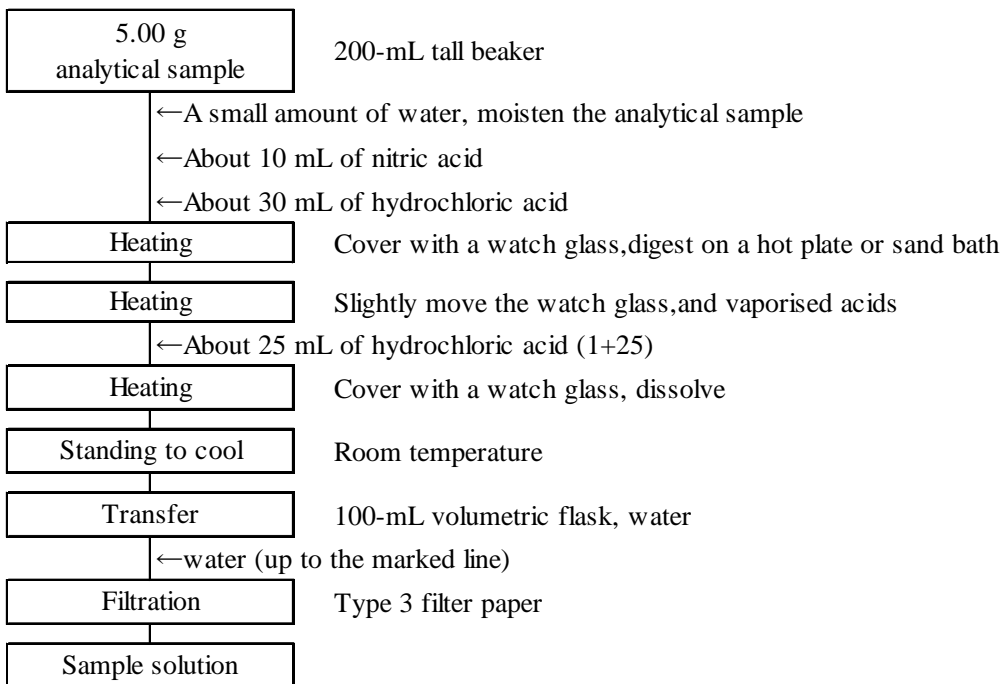 5.00 g
analytical sample
200-mL tall beaker
←A small amount of water, moisten the analytical sample
←About 10 mL of nitric acid
←About 30 mL of hydrochloric acid
Heating
Cover with a watch glass,digest on a hot plate or sand bath
Heating
Slightly move the watch glass,and vaporised acids
←About 25 mL of hydrochloric acid (1+25)
Heating
Cover with a watch glass, dissolve
Standing to cool
Room temperature
Transfer
100-mL volumetric flask, water
←water (up to the marked line)
Filtration
Type 3 filter paper
Sample solution